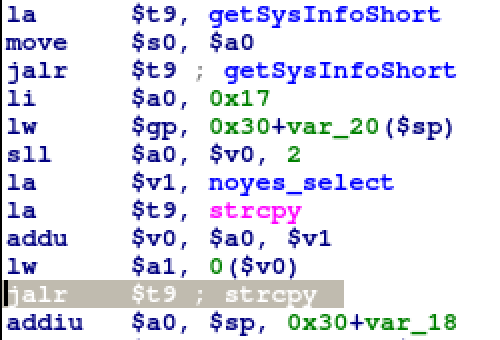 la $t9, getSysInfoShort
move $s0, $a0
jalr $t9 ; getSysInfoShort
li $a0, 0x17
lw $gp, 0x30+var_20($sp)
sll $a0, $v0, 2
la $v1, noyes_select
la $t9, strcpy
addu $v0, $a0, $v1
lw $a1, 0($v0)
jalr $t9 ; strcpy
addiu $a0, $sp, 0x30+var_18